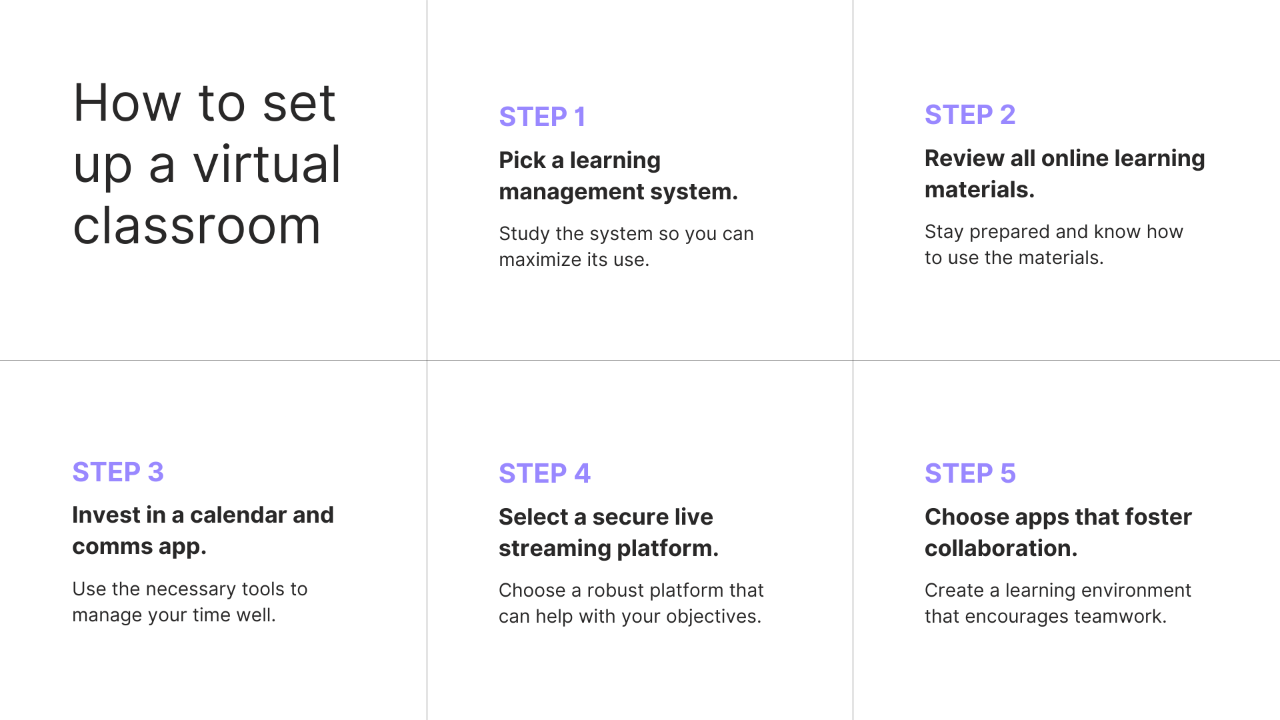 How to set
up a virtual
classroom
STEP 1
Pick a learning
management system.
Study the system so you can
maximize its use.
STEP 2
Review all online learning
materials.
Stay prepared and know how
to use the materials.
STEP 3
Invest in a calendar and
comms app.
Use the necessary tools to
manage your time well.
STEP 4
Select a secure live
streaming platform.
Choose a robust platform that
can help with your objectives.
STEP 5
Choose apps that foster
collaboration.
Create a learning environment
that encourages teamwork.